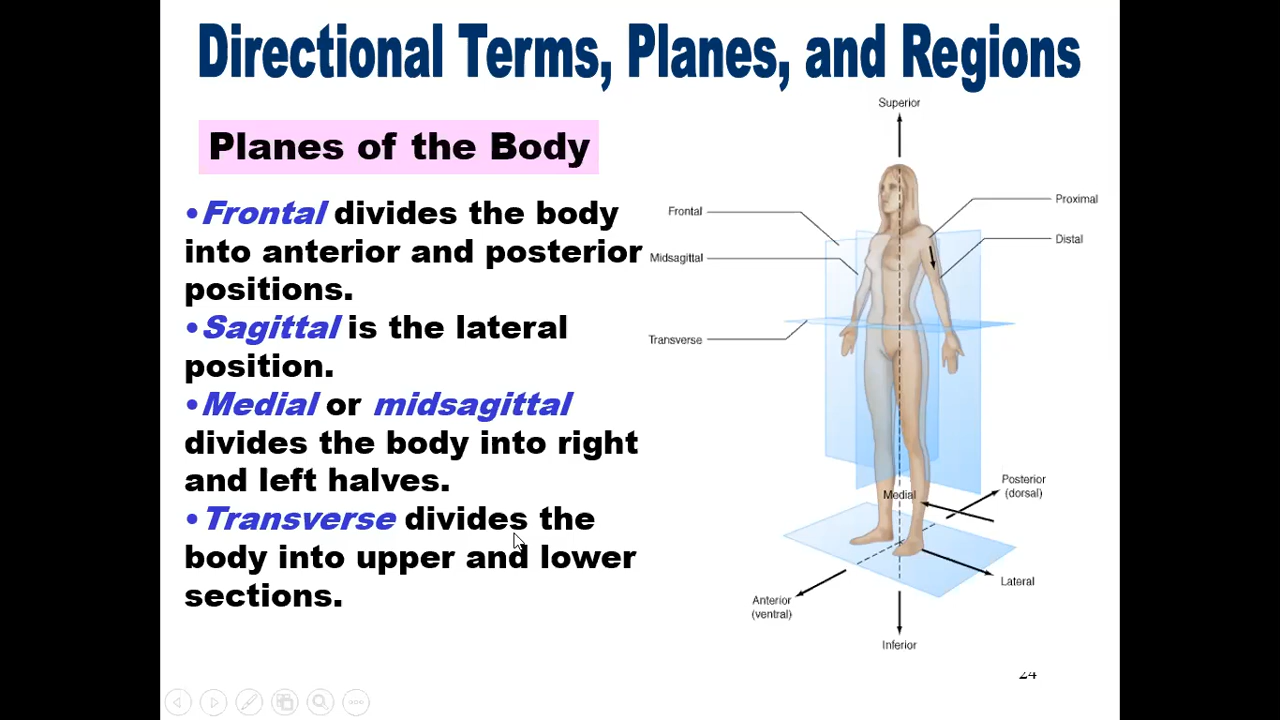 Directional Terms, Planes, and Regions
Planes of the Body
•Frontal divides the body
into anterior and posterior
positions.
•Sagittal is the lateral
position.
•Medial or midsagittal
divides the body into right
and left halves.
•Transverse divides the
body into upper and lower
sections.
Superior
Proximal
Frontal
Distal
Midsagittal
Transverse
Posterior
(dorsal)
Medial
Lateral
Anterior
(ventral)
Inferior
24